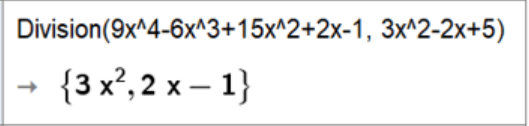 Division(9x^4-6x^3+15x^2+2x-1, 3x^2-2x+5)
→ {3 x², 2 x – 1}